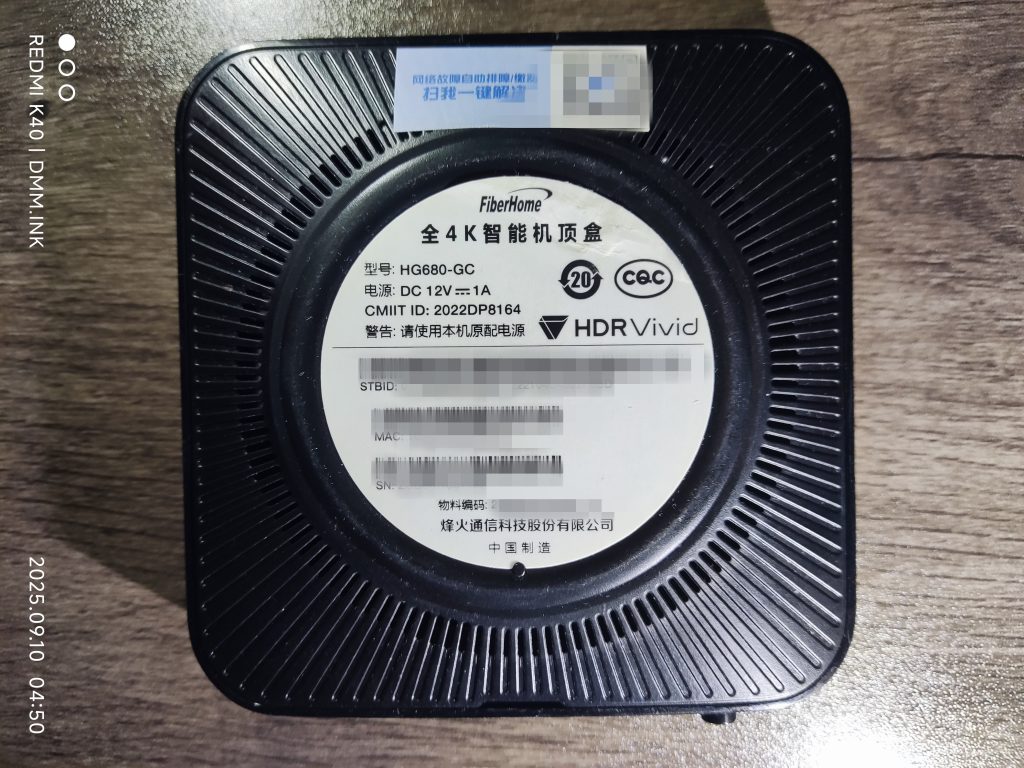 REDMI K40 | DMM.INK
2025.09.10 04:50
网络故障自助排障/缴
扫我一键解
FiberHome
全4K智能机顶盒
型号: HG680-GC
电源: DC 12V⎓1A
CMIIT ID: 2022DP8164
警告: 请使用本机原配电源
20
CQC
HDR Vivid
STBID:
MAC:
SN:
物料编码: 2
烽火通信科技股份有限公司
中国制造